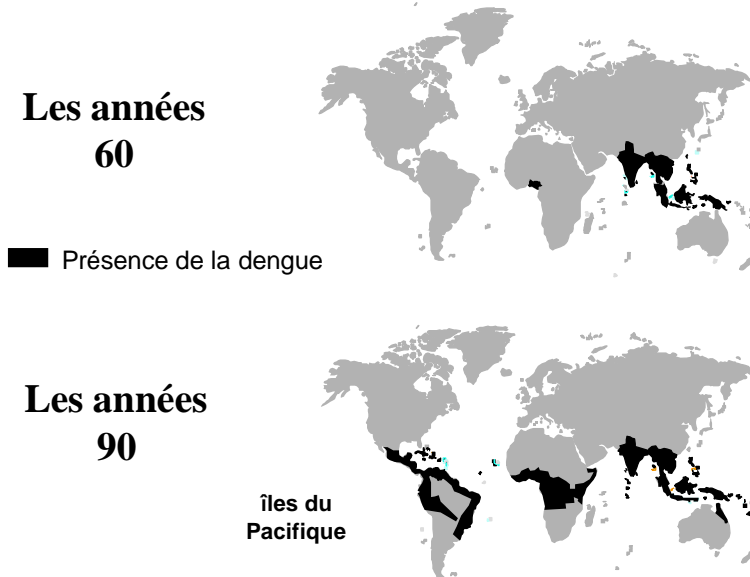 Les années
60
Présence de la dengue
Les années
90
îles du
Pacifique